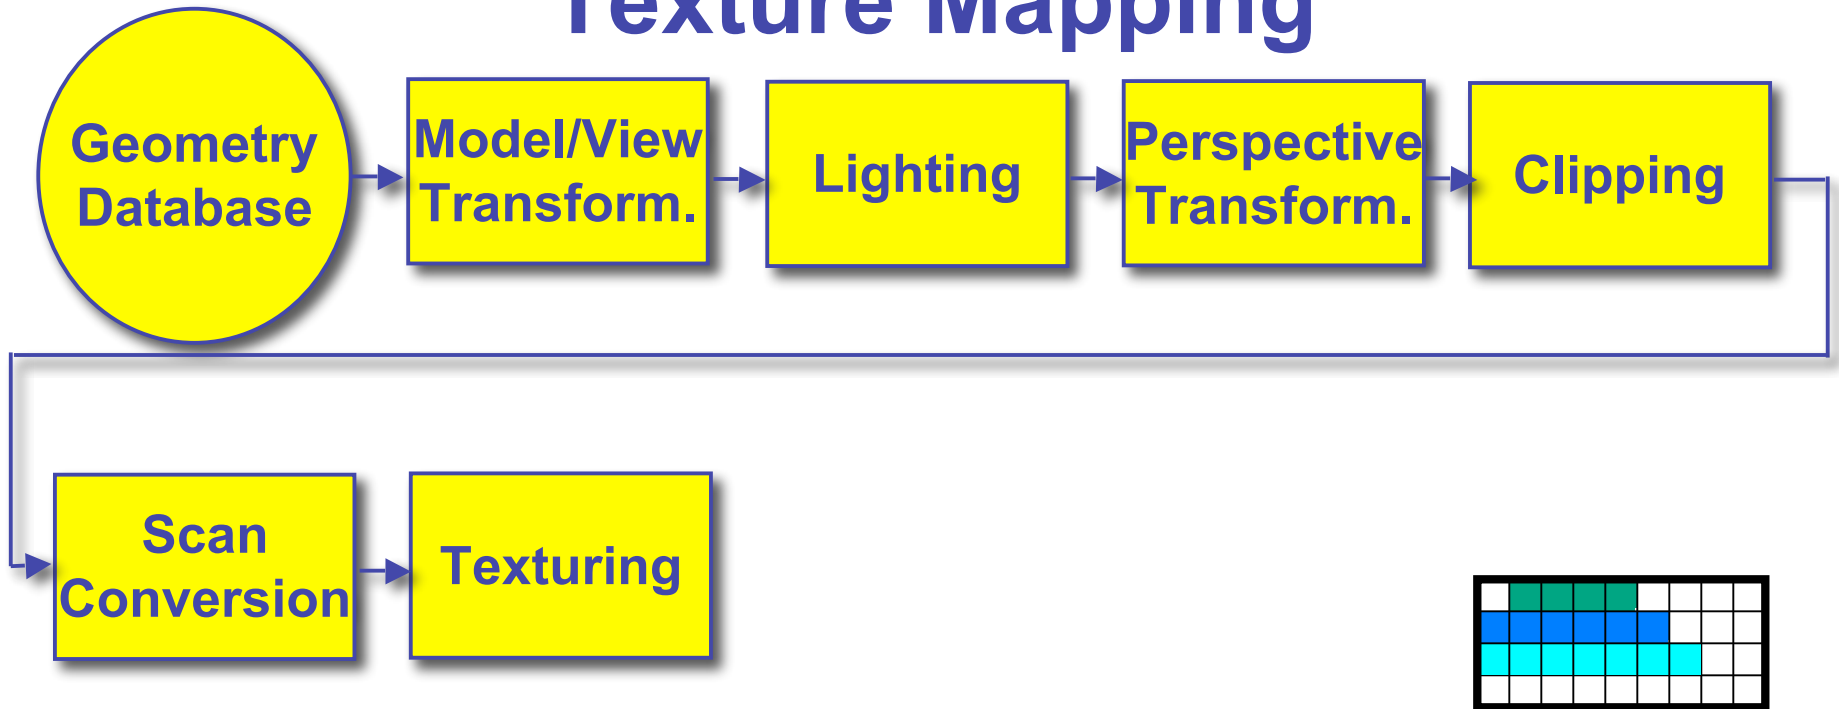 Texture Mapping
Geometry
Database
Model/View
Transform.
Lighting
Perspective
Transform.
Clipping
Scan
Conversion
Texturing